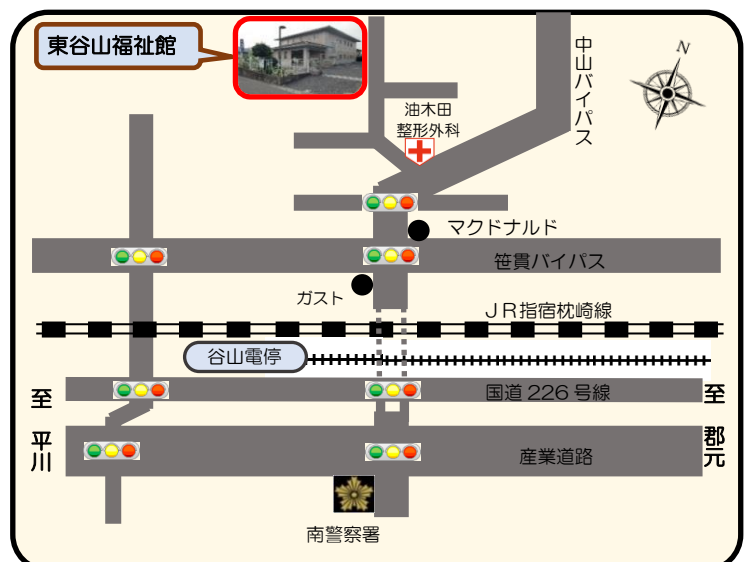 東谷山福祉館
中山バイパス
N
油木田
整形外科
マクドナルド
笹貫バイパス
ガスト
JR指宿枕崎線
谷山電停
国道226号線
至 平川
至 郡元
産業道路
南警察署